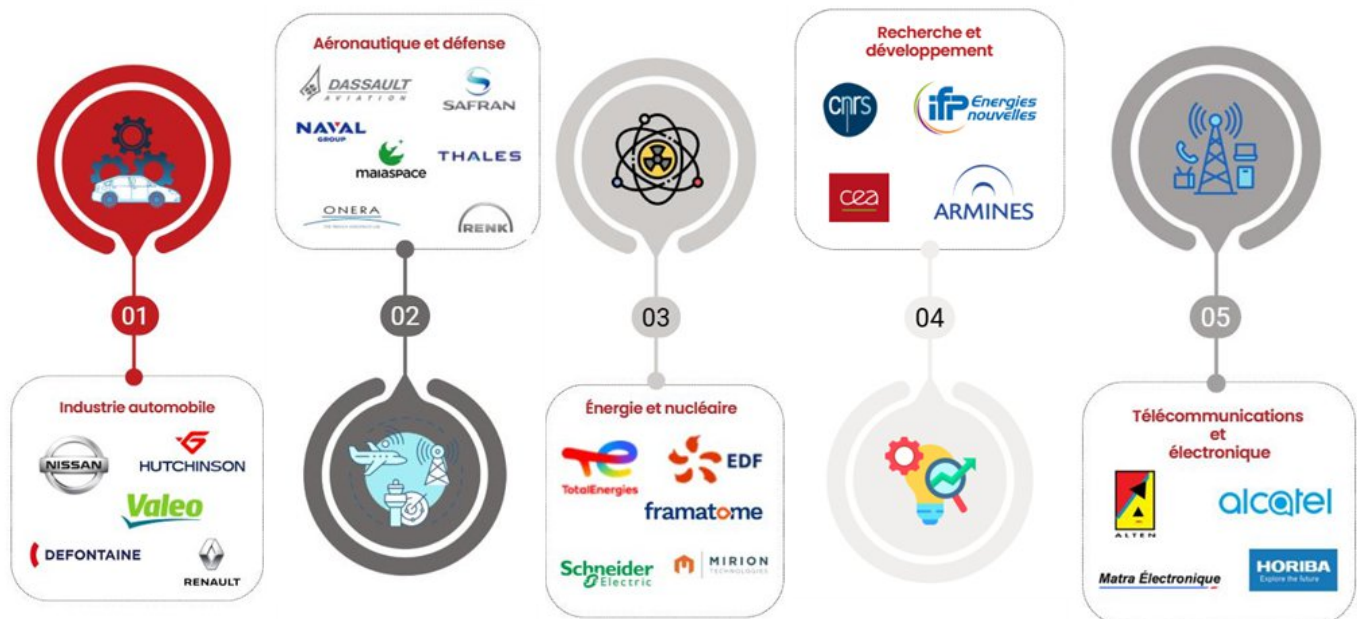 01
Industrie automobile
NISSAN
HUTCHINSON
Valeo
DEFONTAINE
RENAULT
Aéronautique et défense
DASSAULT
AVIATION
SAFRAN
NAVAL
GROUP
maiaspace
THALES
ONERA
RENK
02
03
Énergie et nucléaire
TotalEnergies
EDF
framatome
Schneider
Electric
MIRION
TECHNOLOGIES
Recherche et
développement
cnrs
ifp Energies
nouvelles
cea
ARMINES
04
05
Télécommunications
et
électronique
ALTEN
alcatel
Matra Électronique
HORIBA
Explore the future